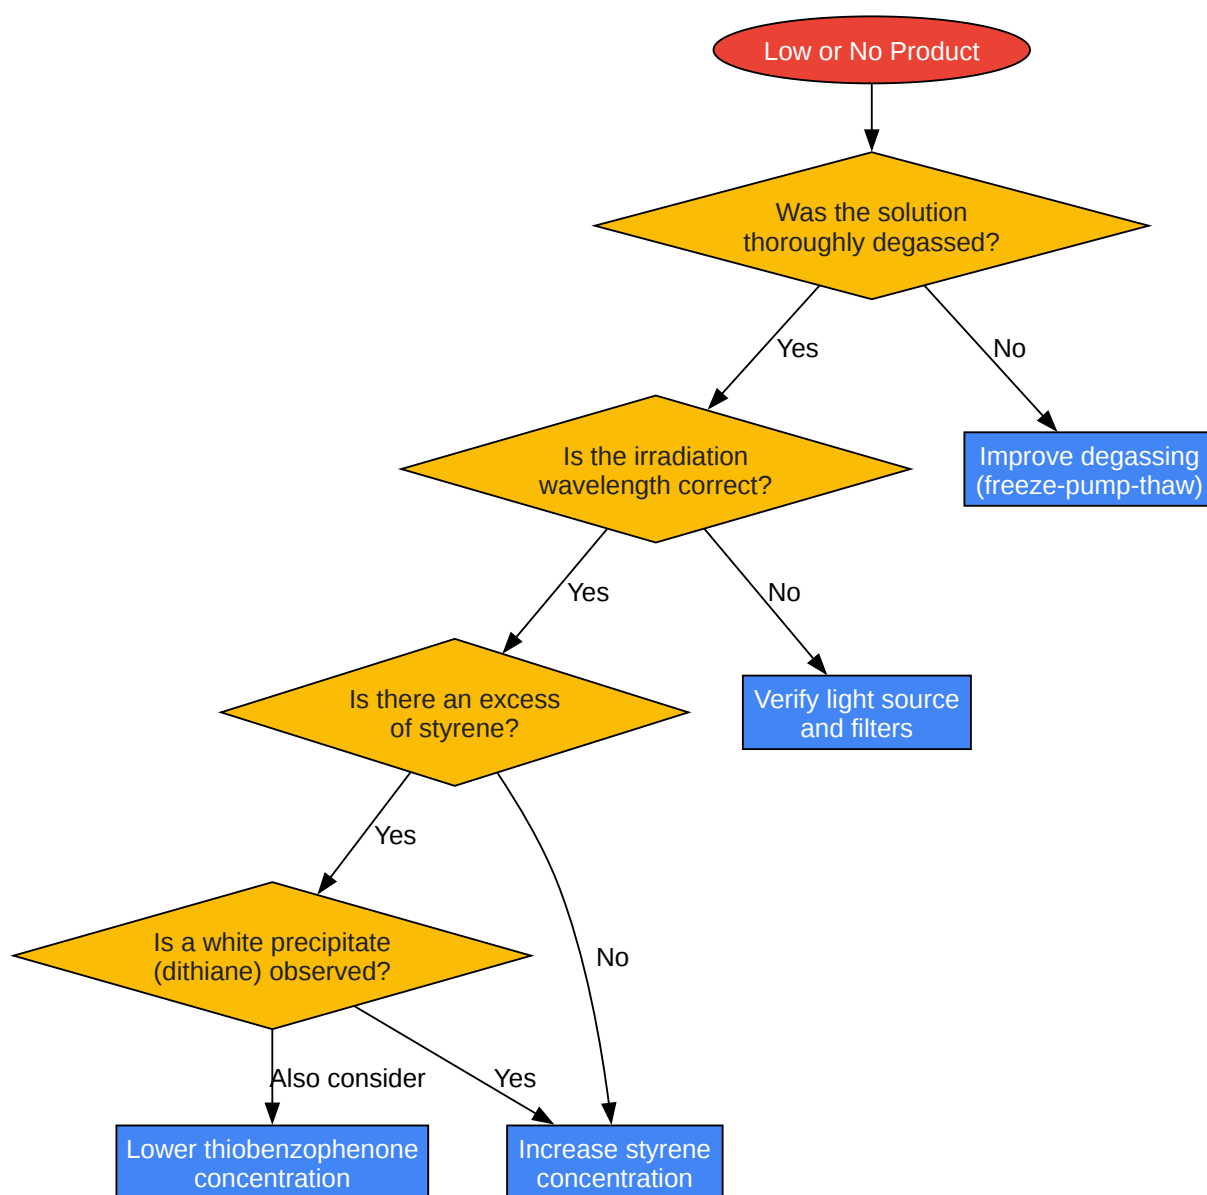 Low or No Product
Was the solution
thoroughly degassed?
Yes
No
Is the irradiation
wavelength correct?
Improve degassing
(freeze-pump-thaw)
Yes
No
Is there an excess
of styrene?
Verify light source
and filters
Yes
Is a white precipitate
(dithiane) observed?
No
Also consider
Yes
Lower thiobenzophenone
concentration
Increase styrene
concentration